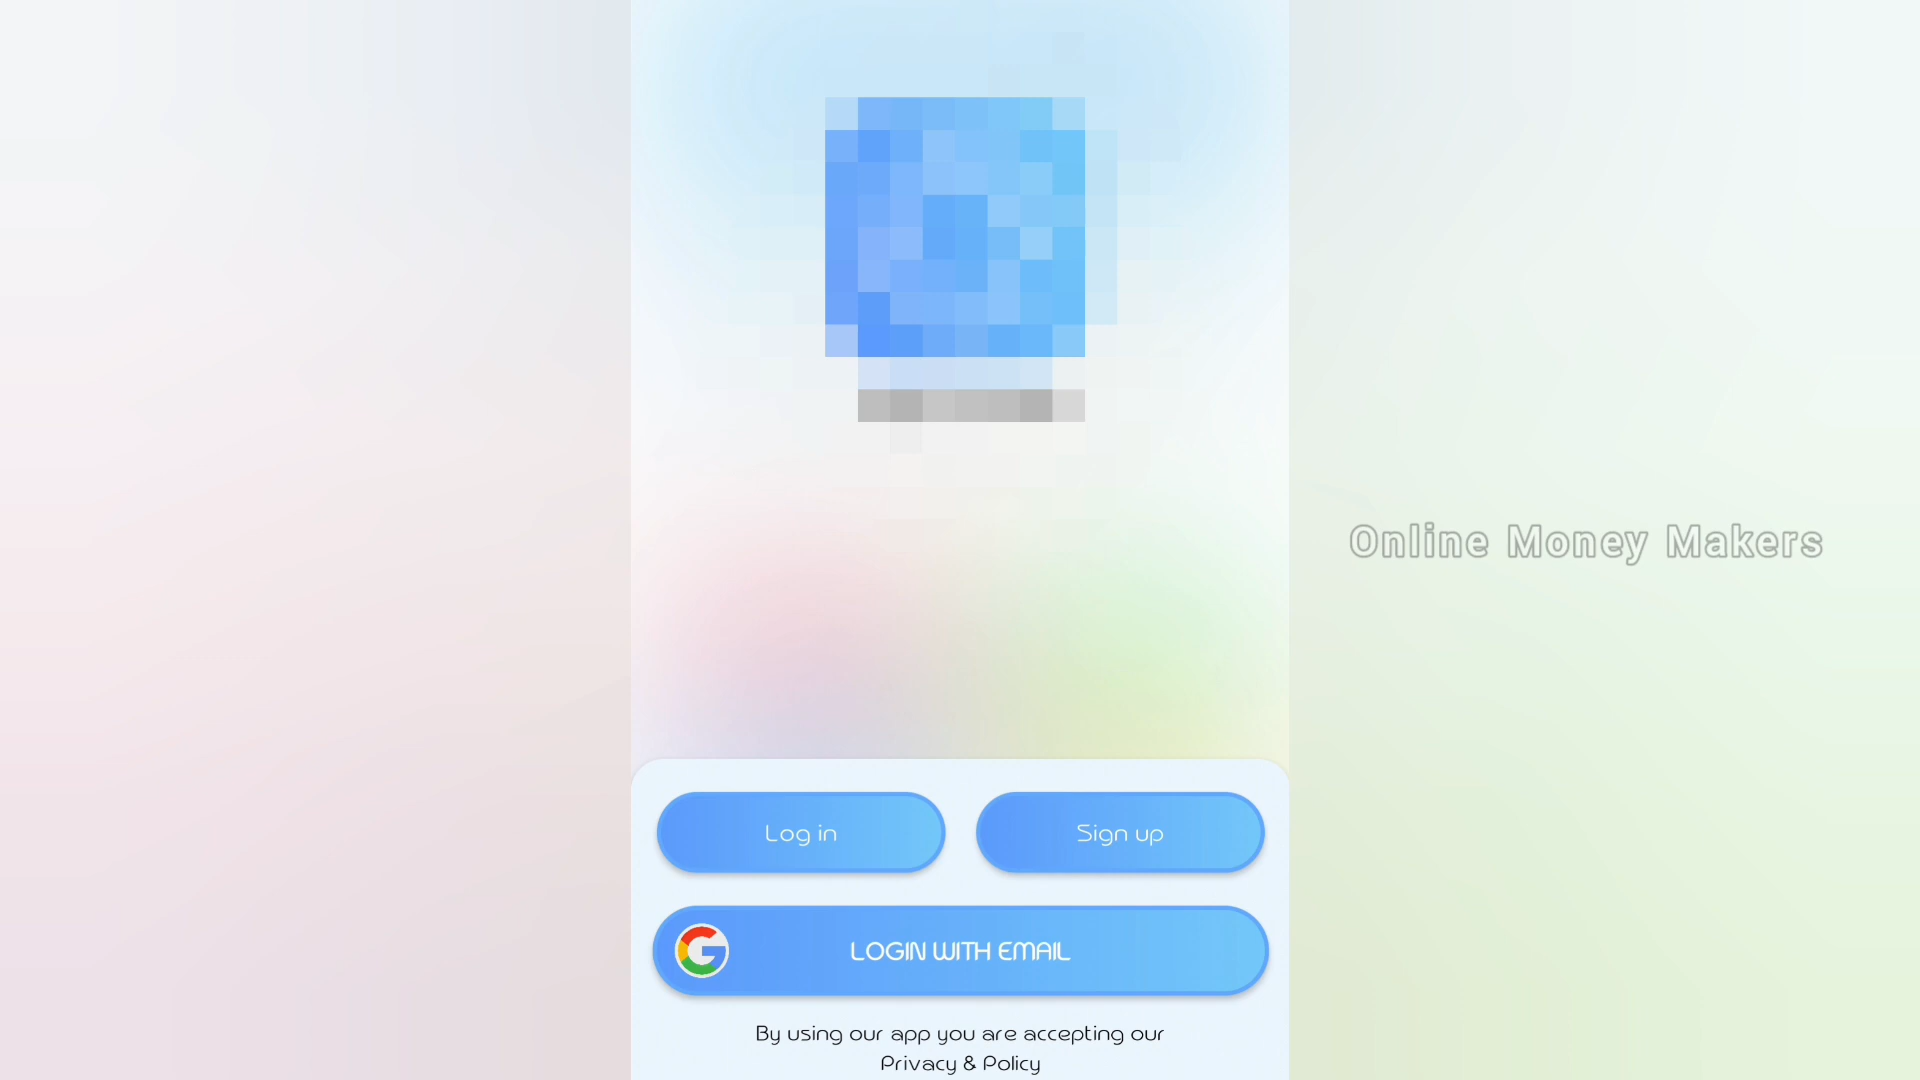 Online Money Makers
Log in
Sign up
LOGIN WITH EMAIL
By using our app you are accepting our
Privacy & Policy